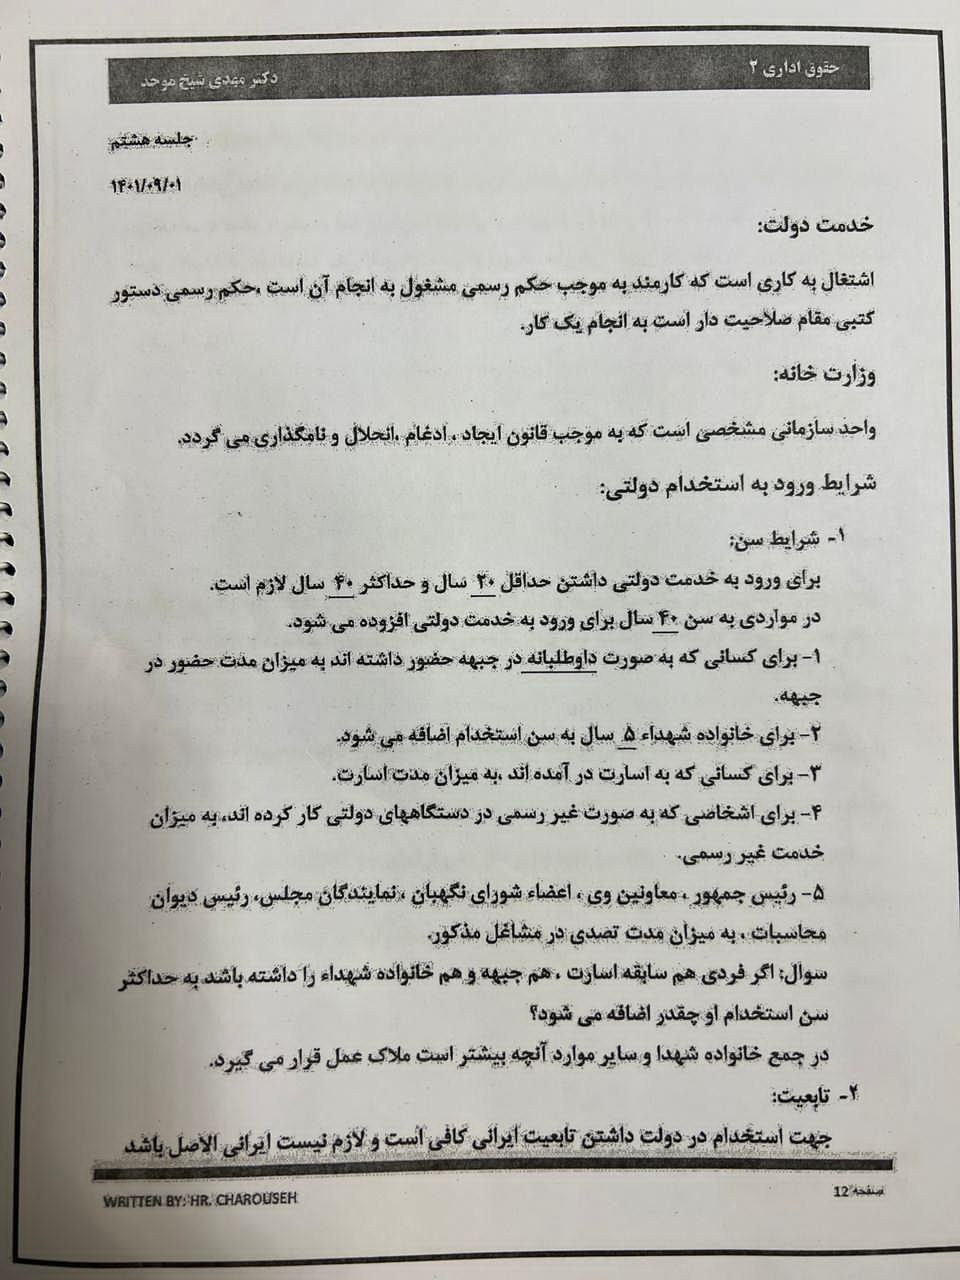 حقوق اداری ۲
دکتر مهدی شیخ موحد
جلسه هشتم
۱۴۰۱/۰۹/۰۱
خدمت دولت:
اشتغال به کاری است که کارمند به موجب حکم رسمی مشغول به انجام آن است ،حکم رسمی دستور
کتبی مقام صلاحیت دار است به انجام یک کار.
وزارت خانه:
واحد سازمانی مشخصی است که به موجب قانون ایجاد ، ادغام ،انحلال و نامگذاری می گردد.
شرایط ورود به استخدام دولتی:
۱- شرایط سن:
برای ورود به خدمت دولتی داشتن حداقل ۲۰ سال و حداکثر ۴۰ سال لازم است.
در مواردی به سن ۴۰ سال برای ورود به خدمت دولتی افزوده می شود.
۱- برای کسانی که به صورت داوطلبانه در جبهه حضور داشته اند به میزان مدت حضور در
جبهه.
۲- برای خانواده شهداء ۵ سال به سن استخدام اضافه می شود.
۳- برای کسانی که به اسارت در آمده اند ،به میزان مدت اسارت.
۴- برای اشخاصی که به صورت غیر رسمی در دستگاههای دولتی کار کرده اند، به میزان
خدمت غیر رسمی.
۵- رئیس جمهور ، معاونین وی ، اعضاء شورای نگهبان ، نمایندگان مجلس، رئیس دیوان
محاسبات ، به میزان مدت تصدی در مشاغل مذکور.
سوال: اگر فردی هم سابقه اسارت ، هم جبهه و هم خانواده شهداء را داشته باشد به حداکثر
سن استخدام او چقدر اضافه می شود؟
در جمع خانواده شهدا و سایر موارد آنچه بیشتر است ملاک عمل قرار می گیرد.
۲- تابعیت:
جهت استخدام در دولت داشتن تابعیت ایرانی کافی است و لازم نیست ایرانی الاصل باشد
WRITTEN BY: HR. CHAROUSEH
صفحه 12